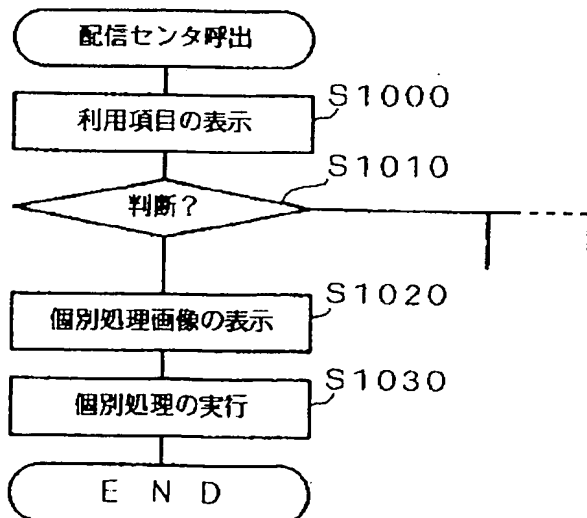 配信センタ呼出
S1000
利用項目の表示
S1010
判断?
S1020
個別処理画像の表示
S1030
個別処理の実行
E N D